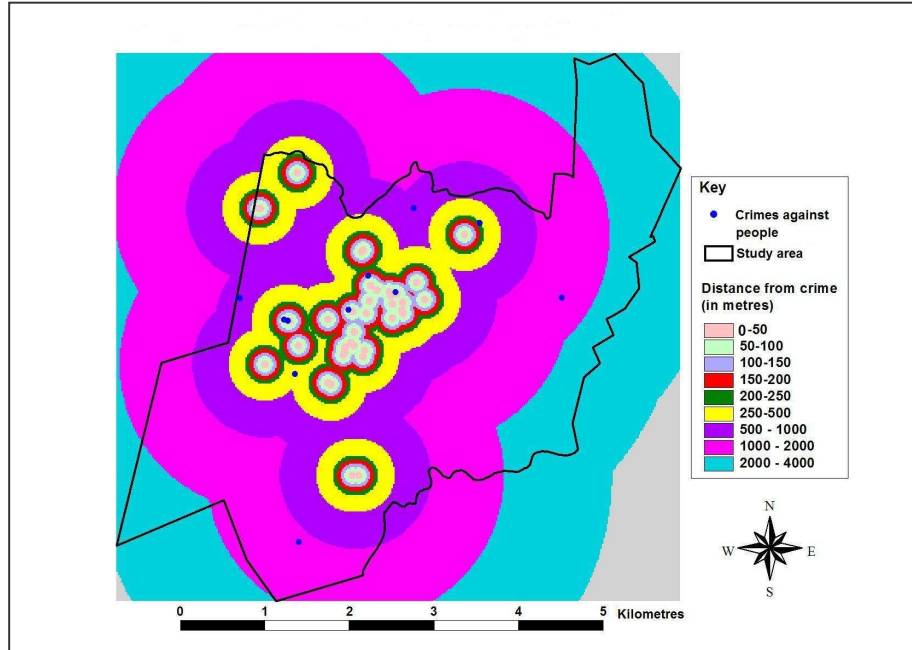 Key
Crimes against
people
Study area
Distance from crime
(in metres)
0-50
50-100
100-150
150-200
200-250
250-500
500 - 1000
1000 - 2000
2000 - 4000
N
W E
S
0 1 2 3 4 5 Kilometres